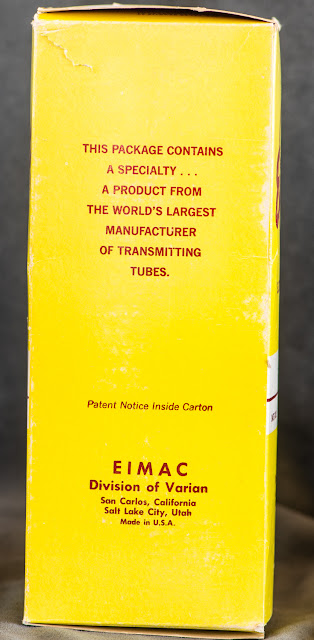 THIS PACKAGE CONTAINS
A SPECIALTY . . .
A PRODUCT FROM
THE WORLD'S LARGEST
MANUFACTURER
OF TRANSMITTING
TUBES.
Patent Notice Inside Carton
EIMAC
Division of Varian
San Carlos, California
Salt Lake City, Utah
Made in U.S.A.